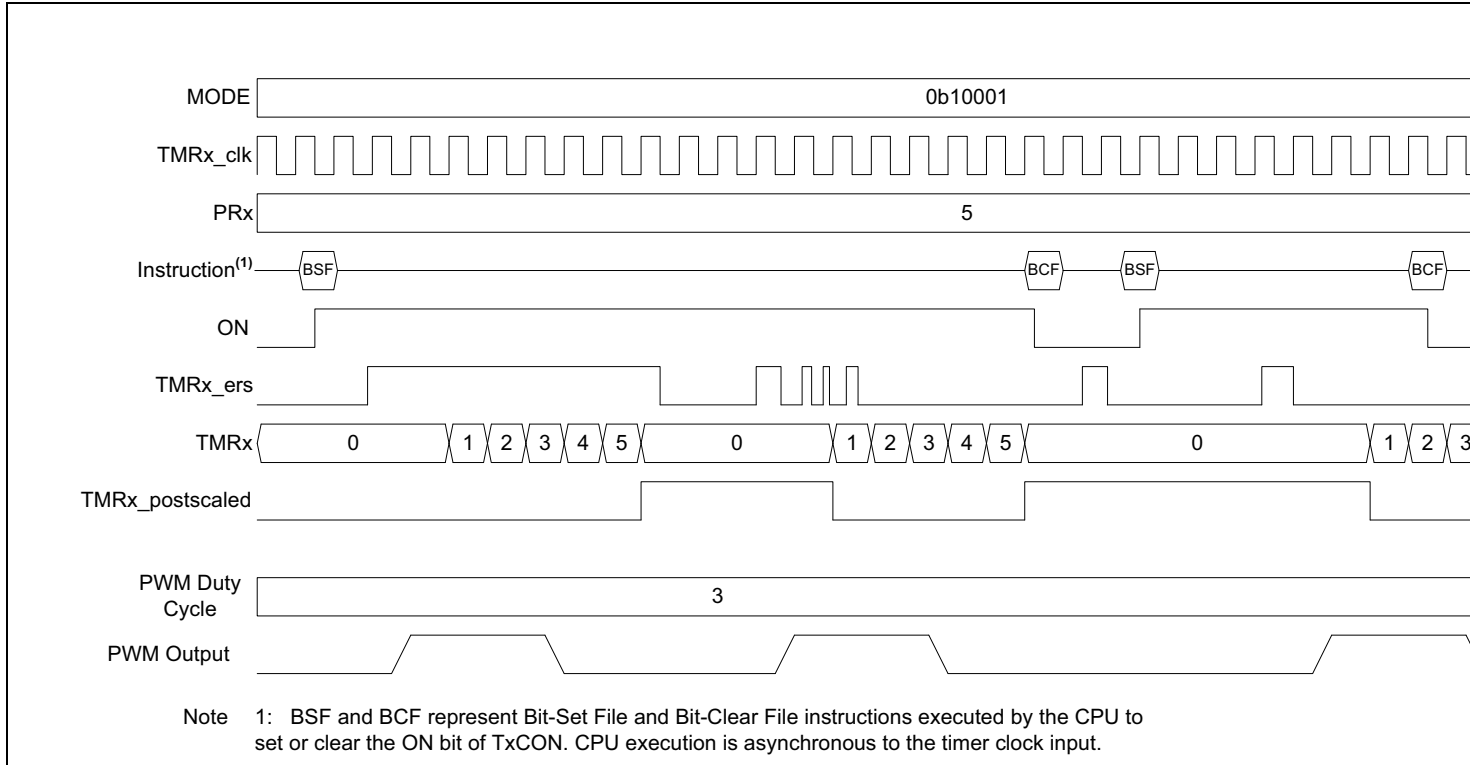 MODE 0b10001
TMRx_clk
PRx 5
Instruction(1) BSF BCF BSF BCF
ON
TMRx_ers
TMRx 0 1 2 3 4 5 0 1 2 3 4 5 0 1 2 3
TMRx_postscaled
PWM Duty
Cycle
3
PWM Output
Note 1: BSF and BCF represent Bit-Set File and Bit-Clear File instructions executed by the CPU to
set or clear the ON bit of TxCON. CPU execution is asynchronous to the timer clock input.